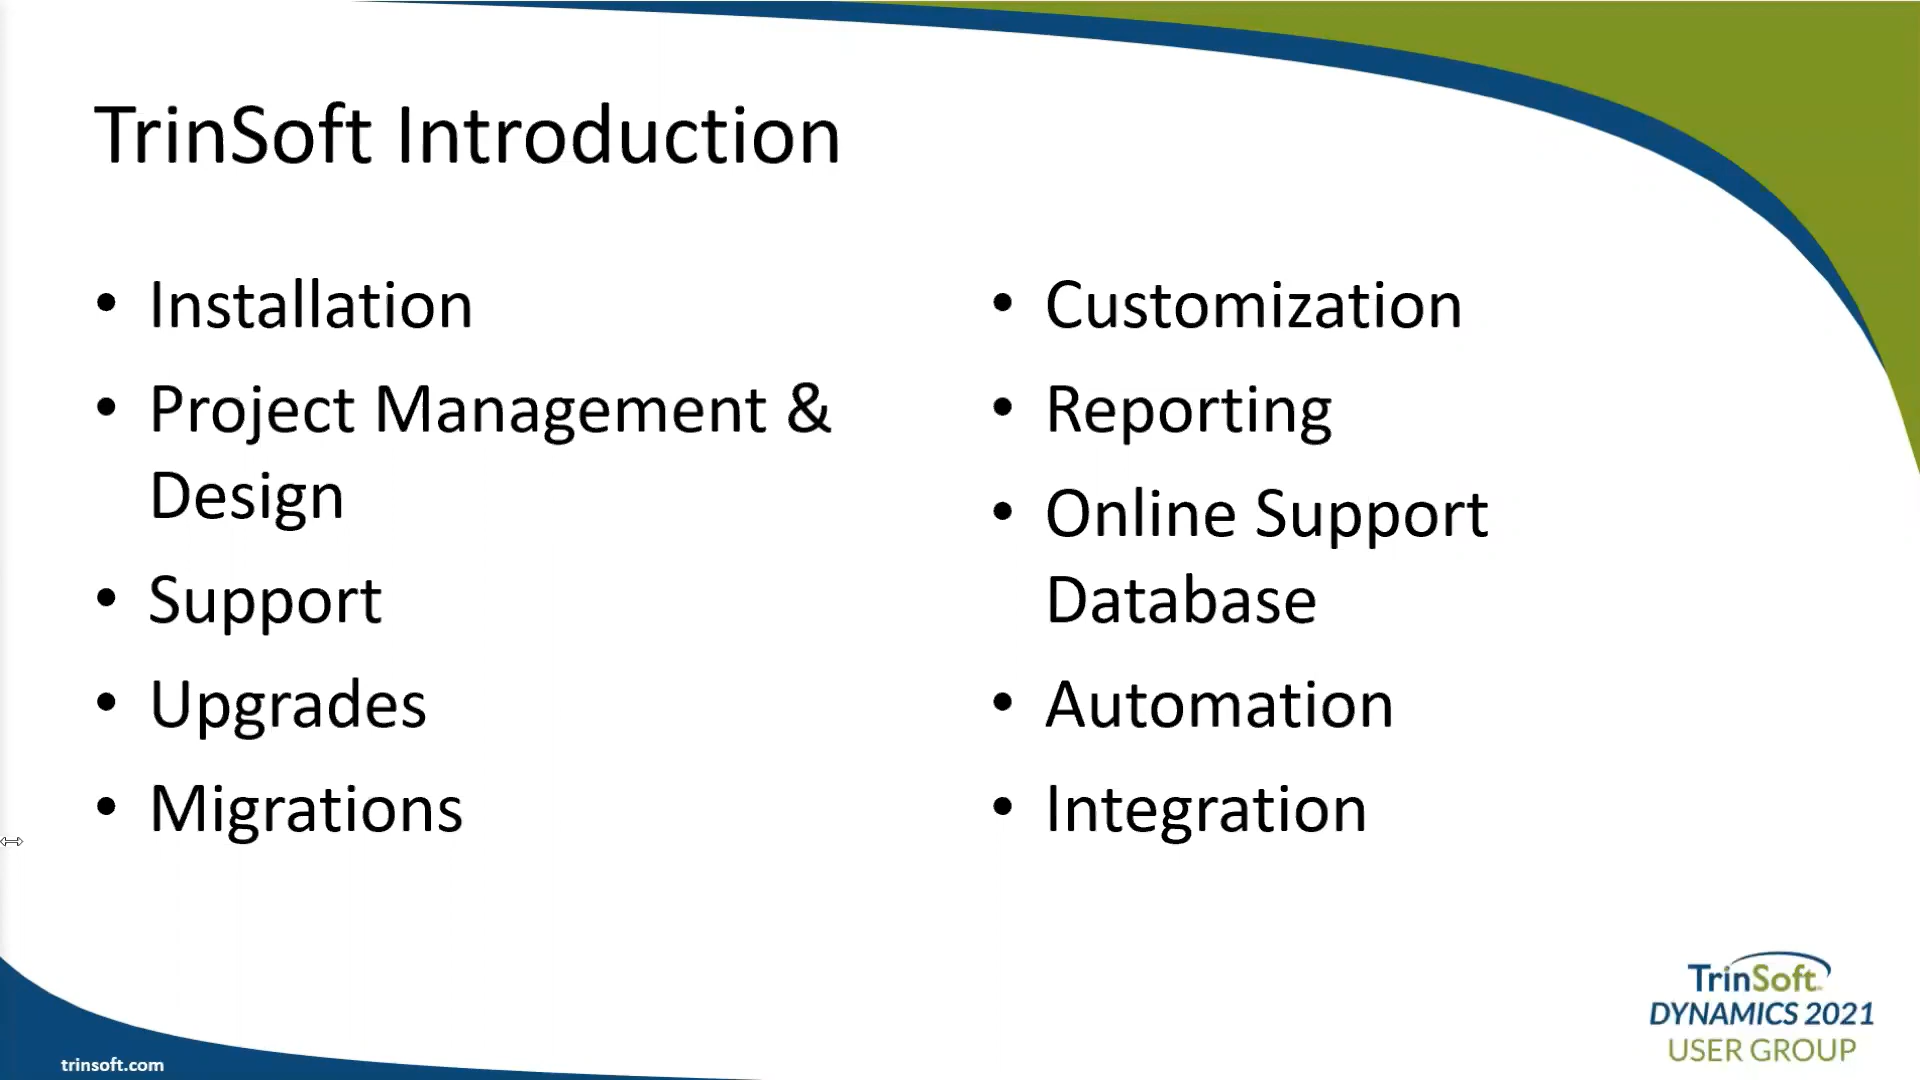 TrinSoft Introduction
• Installation
• Project Management &
Design
• Support
• Upgrades
• Migrations
• Customization
• Reporting
• Online Support
Database
• Automation
• Integration
trinsoft.com
TrinSoft
DYNAMICS 2021
USER GROUP